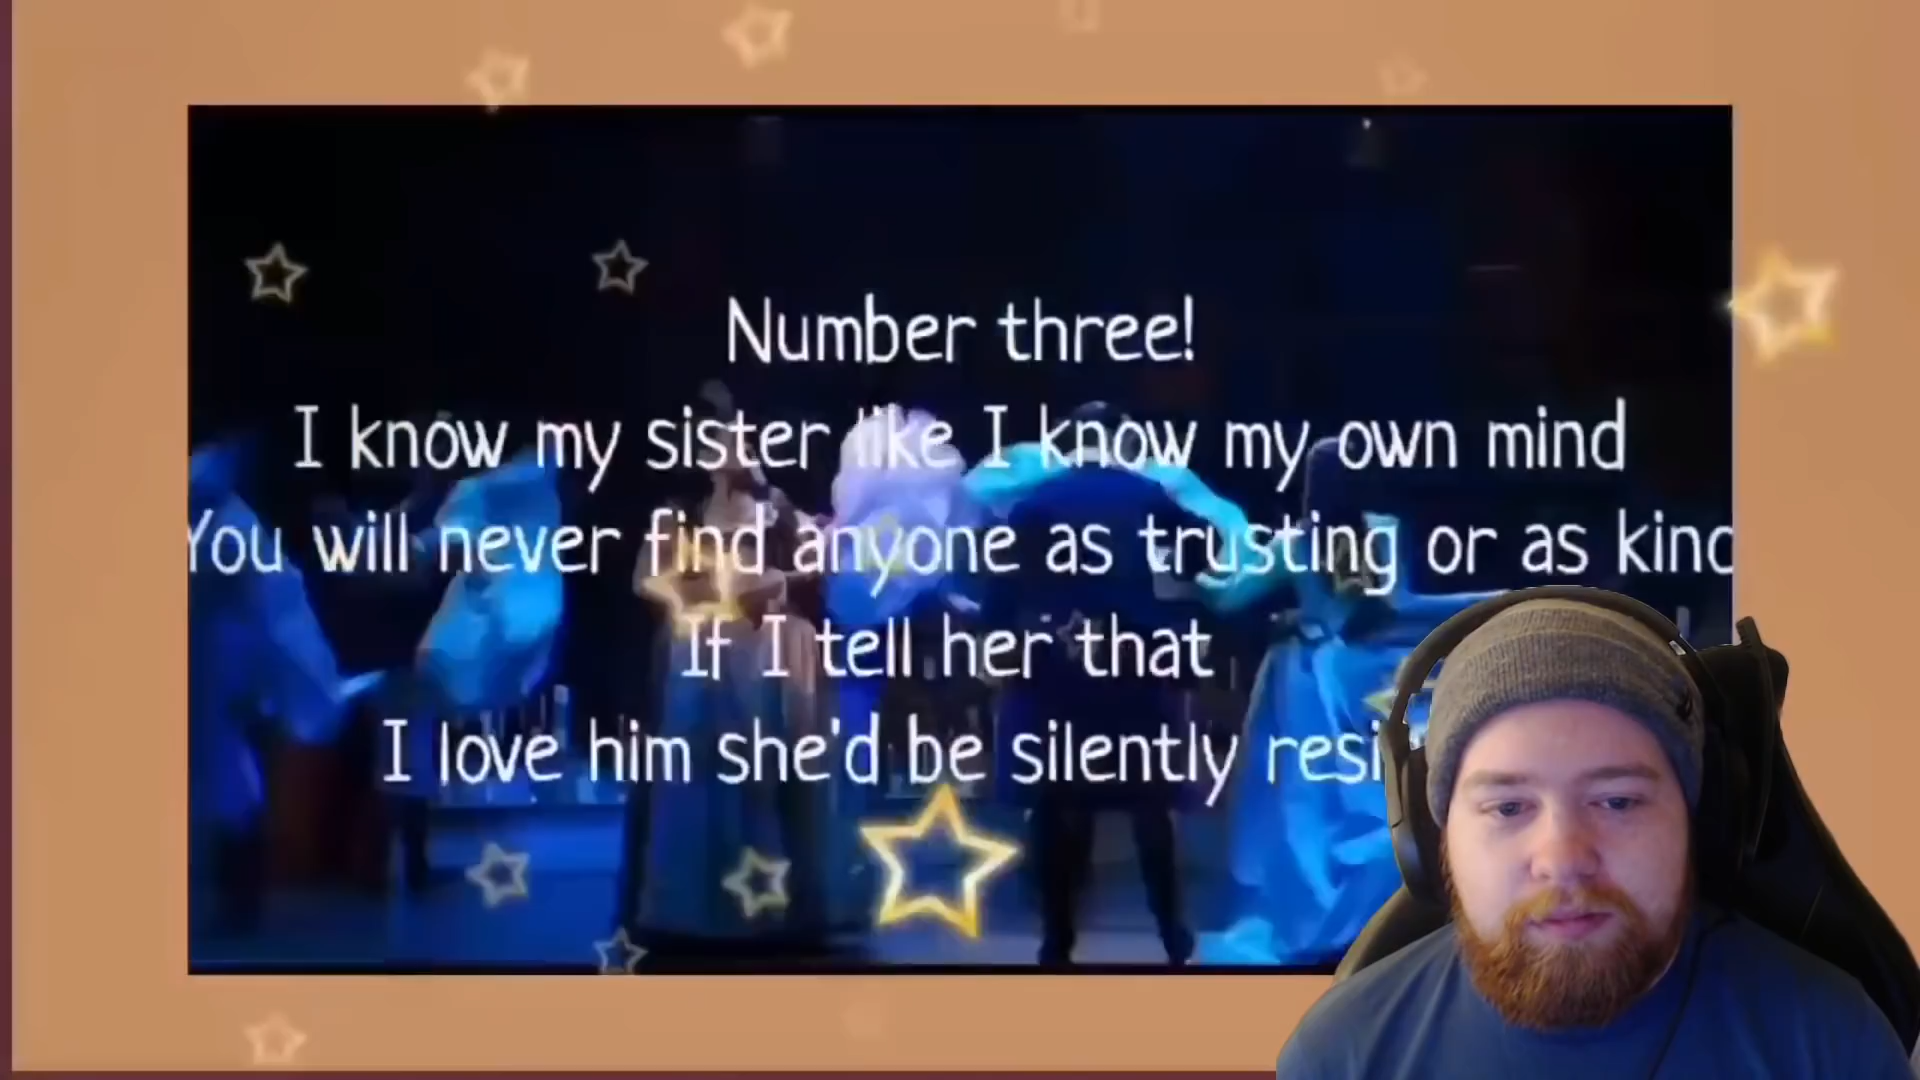 Number three!
I know my sister like I know my own mind
You will never find anyone as trusting or as kind
If I tell her that
I love him she'd be silently resi